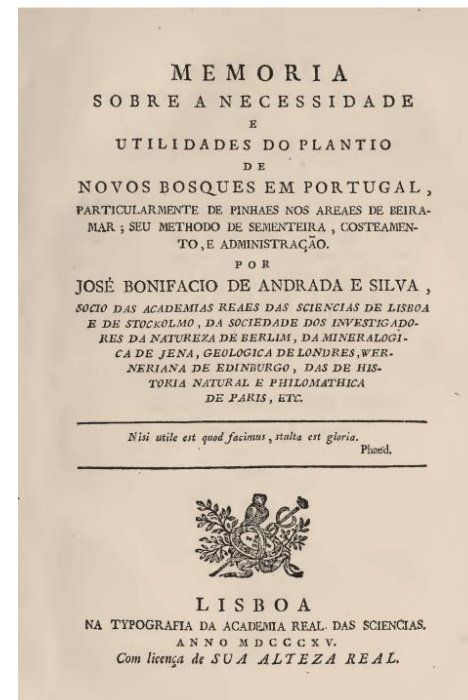 MEMORIA
SOBRE A NECESSIDADE
E
UTILIDADES DO PLANTIO
DE
NOVOS BOSQUES EM PORTUGAL,
PARTICULARMENTE DE PINHAES NOS AREAES DE BEIRA-
MAR; SEU METHODO DE SEMENTEIRA, COSTEAMEN-
TO, E ADMINISTRAÇÃO.
POR
JOSÉ BONIFACIO DE ANDRADA E SILVA,
SOCIO DAS ACADEMIAS REAES DAS SCIENCIAS DE LISBOA
E DE STOCKOLMO, DA SOCIEDADE DOS INVESTIGADO-
RES DA NATUREZA DE BERLIM, DA MINERALOGI-
CA DE JENA, GEOLOGICA DE LONDRES, WER-
NERIANA DE EDINBURGO, DAS DE HIS-
TORIA NATURAL E PHILOMATHICA
DE PARIS, ETC.
Nisi utile est quod facimus, stulta est gloria.
Phaed.
LISBOA
NA TYPOGRAFIA DA ACADEMIA REAL DAS SCIENCIAS.
ANNO MDCCCXV.
Com licença de SUA ALTEZA REAL.